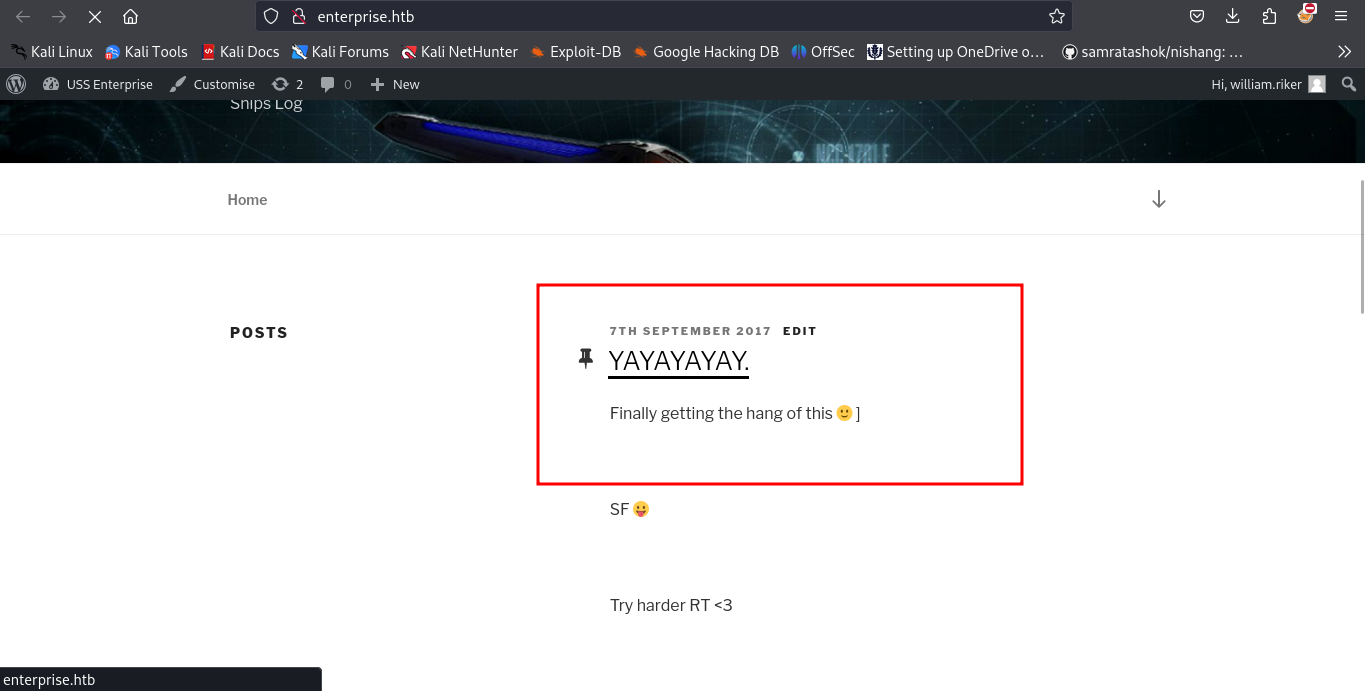 enterprise.htb
Kali Linux Kali Tools Kali Docs Kali Forums Kali NetHunter Exploit-DB Google Hacking DB OffSec Setting up OneDrive o… samratashok/nishang: …
USS Enterprise Customise 2 0 New Hi, william.riker
Ships Log
NCC-1701E
Home
POSTS
7TH SEPTEMBER 2017 EDIT
YAYAYAYAY.
Finally getting the hang of this 🙂 ]
SF 😛
Try harder RT <3
enterprise.htb